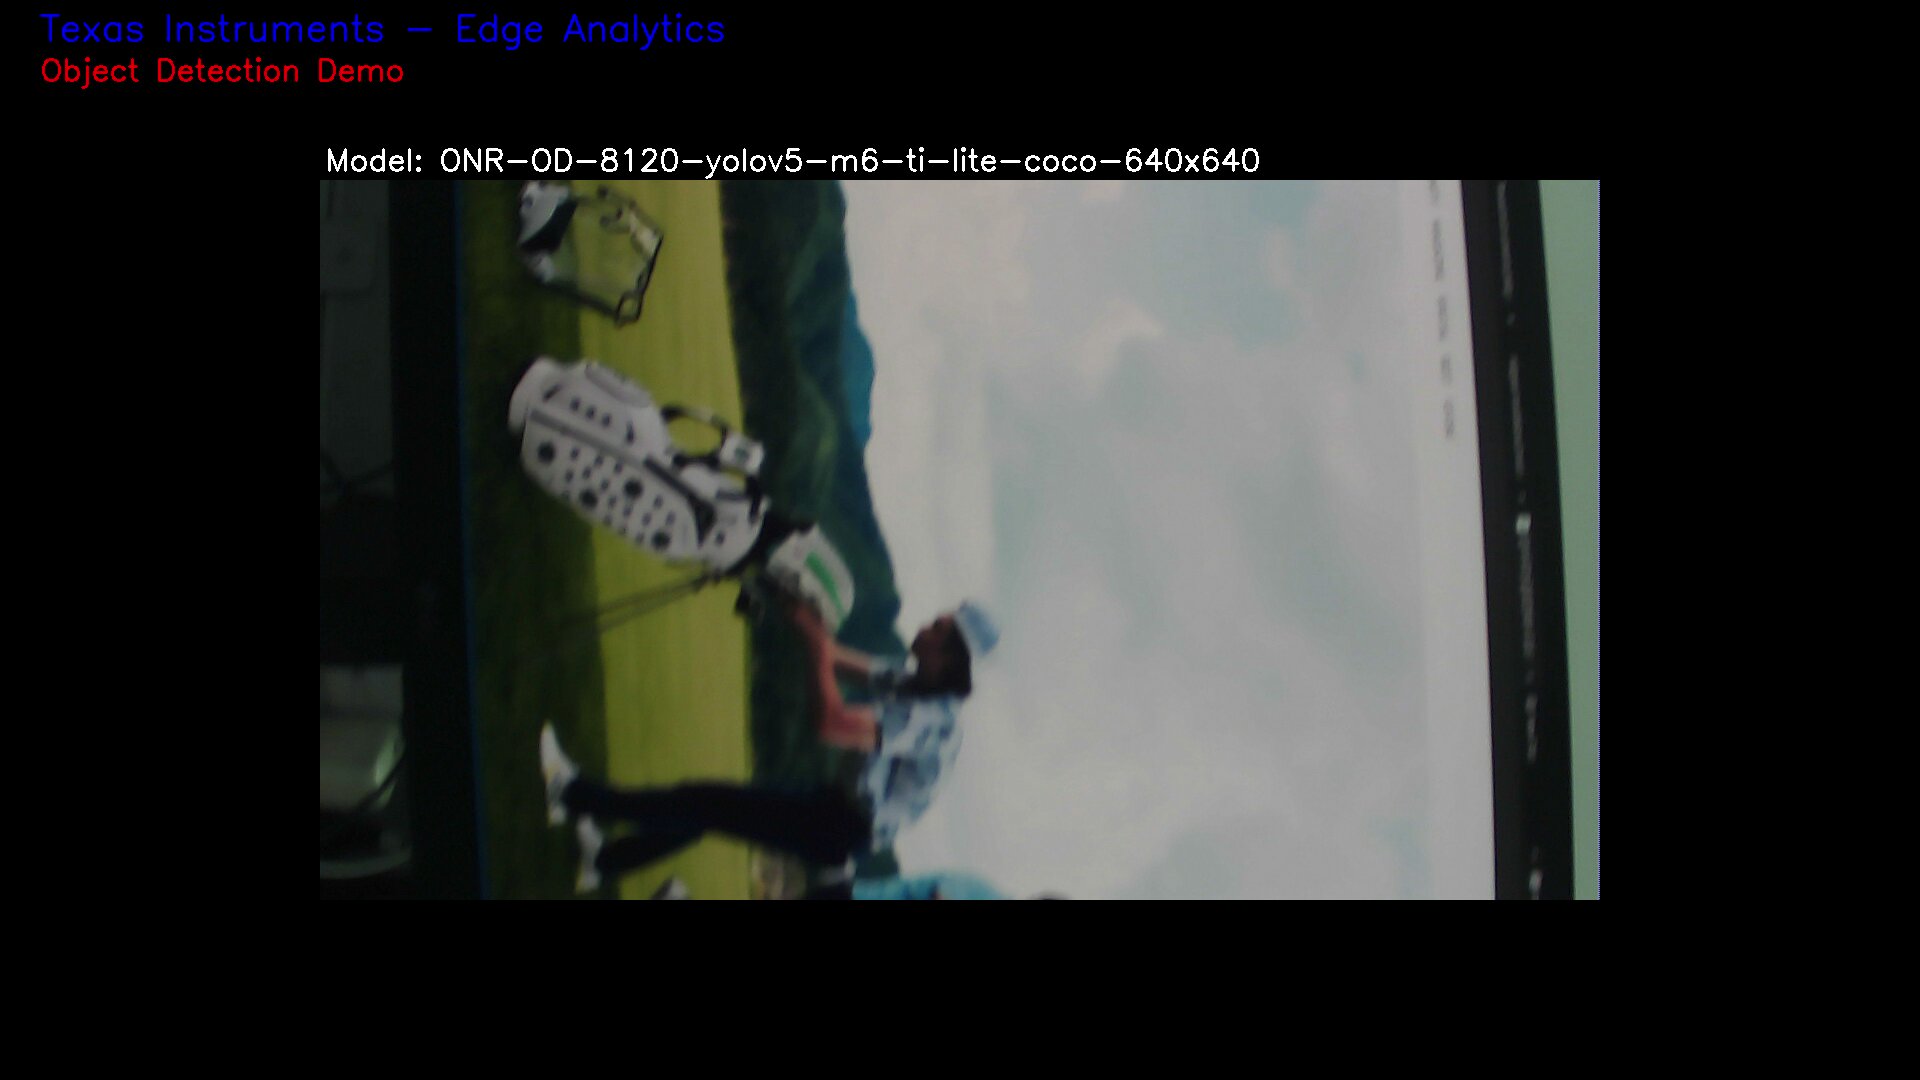 Texas Instruments - Edge Analytics
Object Detection Demo
Model: ONR-OD-8120-yolov5-m6-ti-lite-coco-640x640